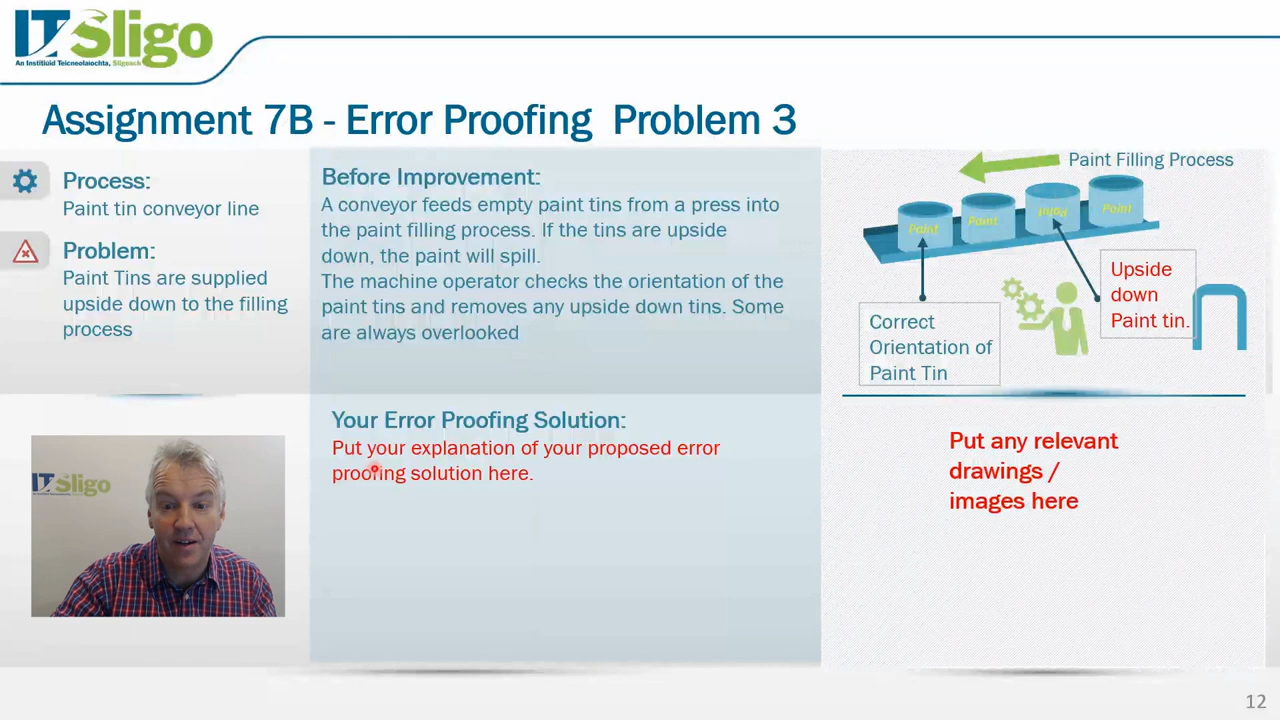 ITSligo
An Institiúid Teicneolaíochta, Sligeach
Assignment 7B - Error Proofing Problem 3
Process:
Paint tin conveyor line
Problem:
Paint Tins are supplied
upside down to the filling
process
Before Improvement:
A conveyor feeds empty paint tins from a press into
the paint filling process. If the tins are upside
down, the paint will spill.
The machine operator checks the orientation of the
paint tins and removes any upside down tins. Some
are always overlooked
Paint Filling Process
Paint
Paint
Paint
Paint
Upside
down
Paint tin.
Correct
Orientation of
Paint Tin
Your Error Proofing Solution:
Put your explanation of your proposed error
proofing solution here.
Put any relevant
drawings /
images here
ITSligo
12